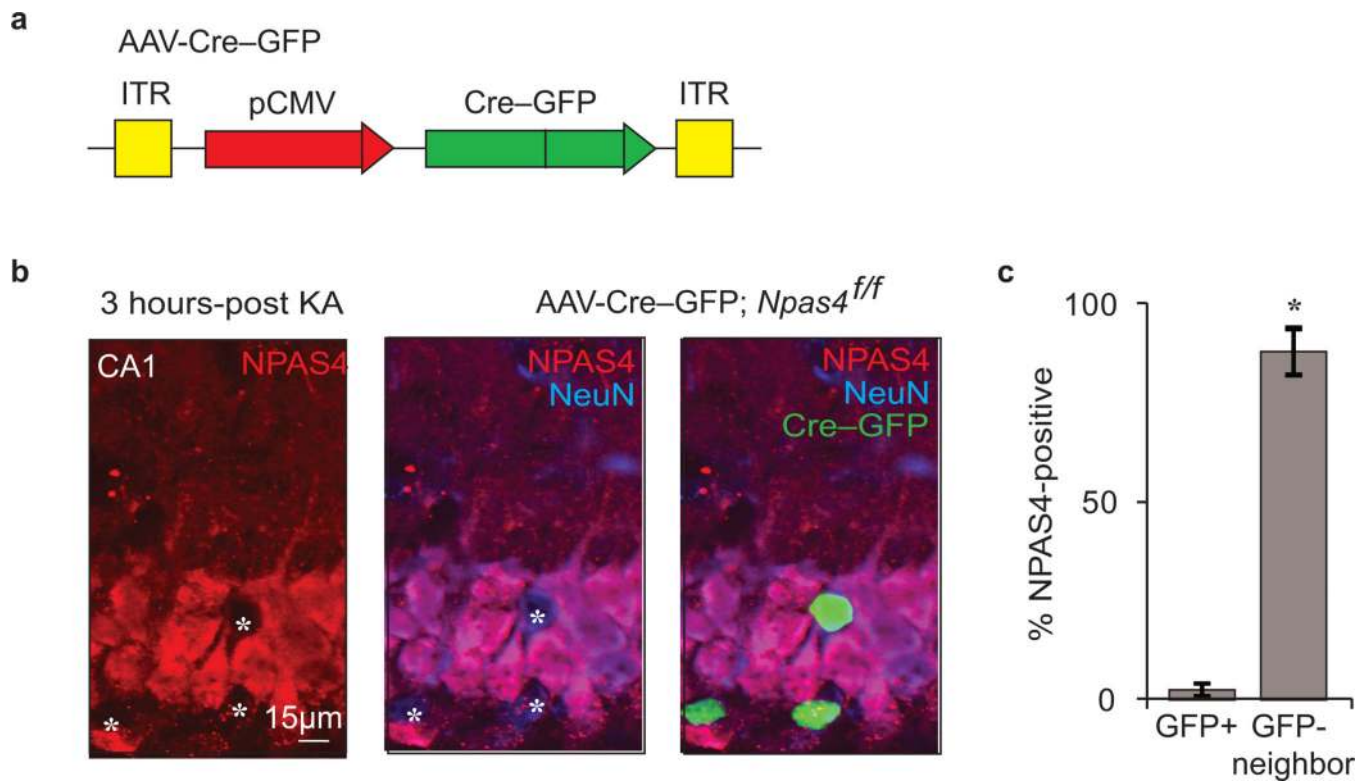 a
AAV-Cre–GFP
ITR
pCMV
Cre–GFP
ITR
b
3 hours-post KA
AAV-Cre–GFP; Npas4 f/f
CA1
NPAS4
*
*
*
15µm
NPAS4
NeuN
*
*
*
NPAS4
NeuN
Cre–GFP
c
% NPAS4-positive
100
50
0
*
GFP+
GFP-
neighbor